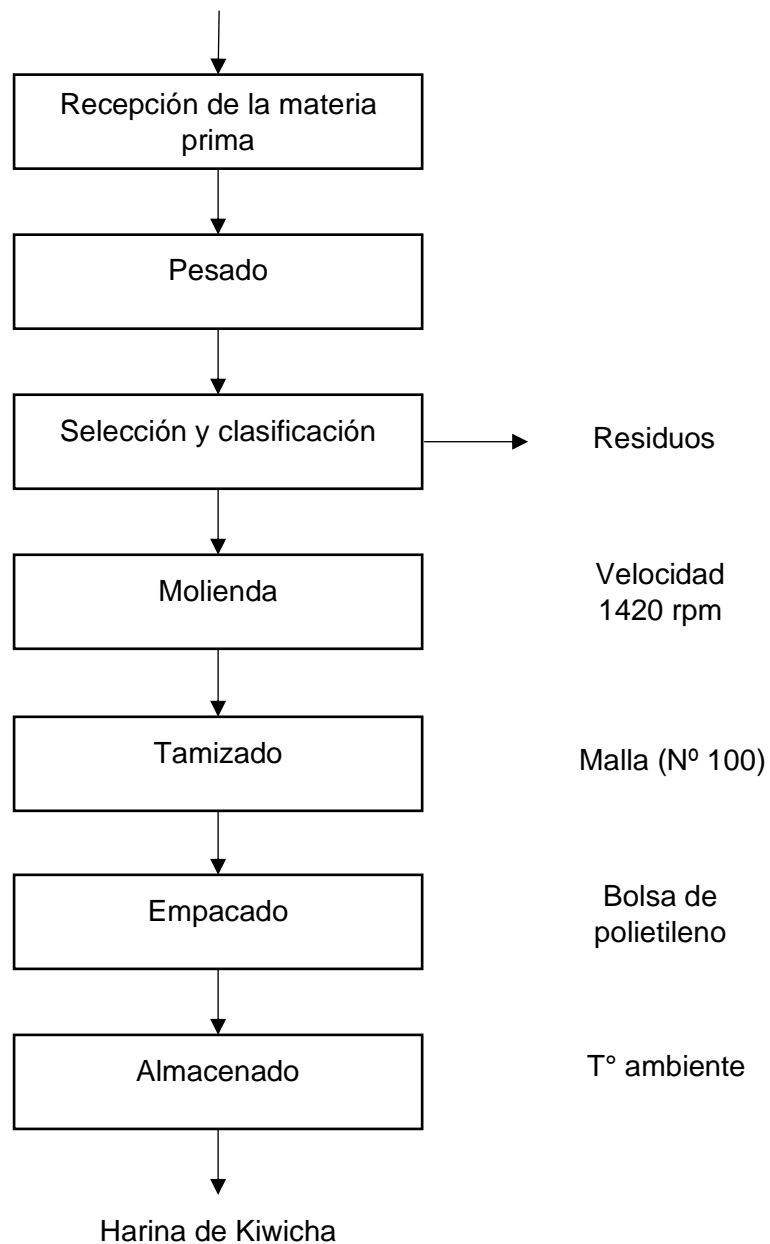 Recepción de la materia
prima
Pesado
Selección y clasificación
Residuos
Molienda
Velocidad
1420 rpm
Tamizado
Malla (Nº 100)
Empacado
Bolsa de
polietileno
Almacenado
T° ambiente
Harina de Kiwicha